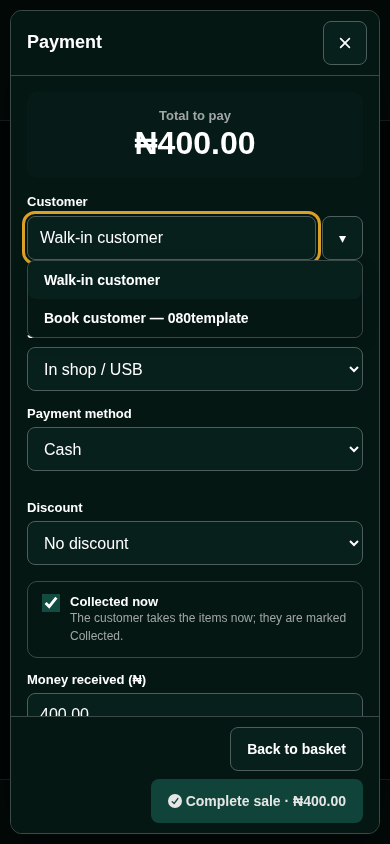 Payment
×
Total to pay
₦400.00
Customer
Walk-in customer
▼
Walk-in customer
Book customer — 080template
In shop / USB
Payment method
Cash
Discount
No discount
Collected now
The customer takes the items now; they are marked
Collected.
Money received (₦)
400.00
Back to basket
Complete sale · ₦400.00